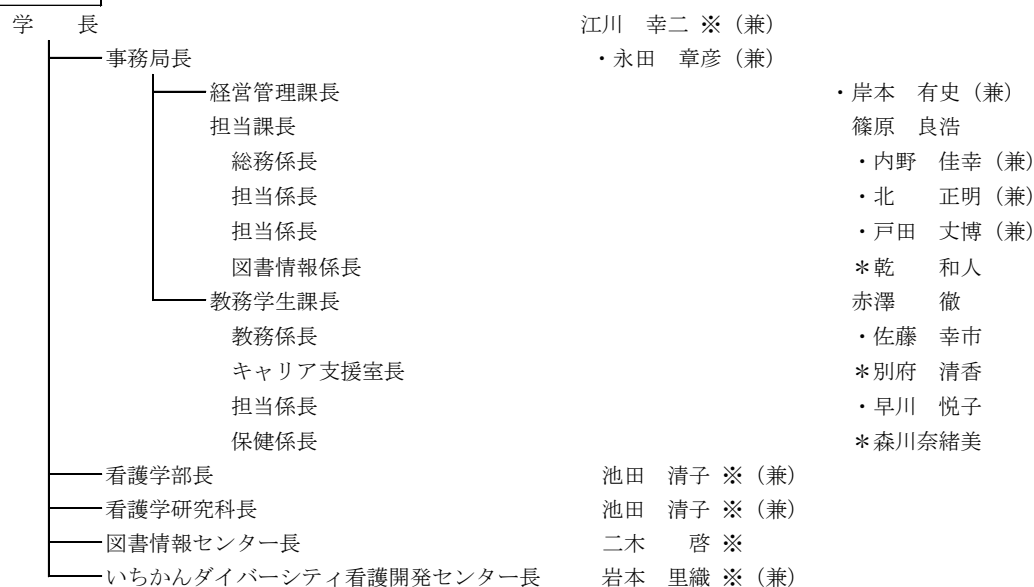 学　　長　江川　幸二 ※（兼）
事務局長　・永田　章彦（兼）
経営管理課長　・岸本　有史（兼）
担当課長　篠原　良浩
総務係長　・内野　佳幸（兼）
担当係長　・北　　正明（兼）
担当係長　・戸田　丈博（兼）
図書情報係長　＊乾　　和人
教務学生課長　赤澤　　徹
教務係長　・佐藤　幸市
キャリア支援室長　＊別府　清香
担当係長　・早川　悦子
保健係長　＊森川奈緒美
看護学部長　池田　清子 ※（兼）
看護学研究科長　池田　清子 ※（兼）
図書情報センター長　二木　　啓 ※
いちかんダイバーシティ看護開発センター長　岩本　里織 ※（兼）